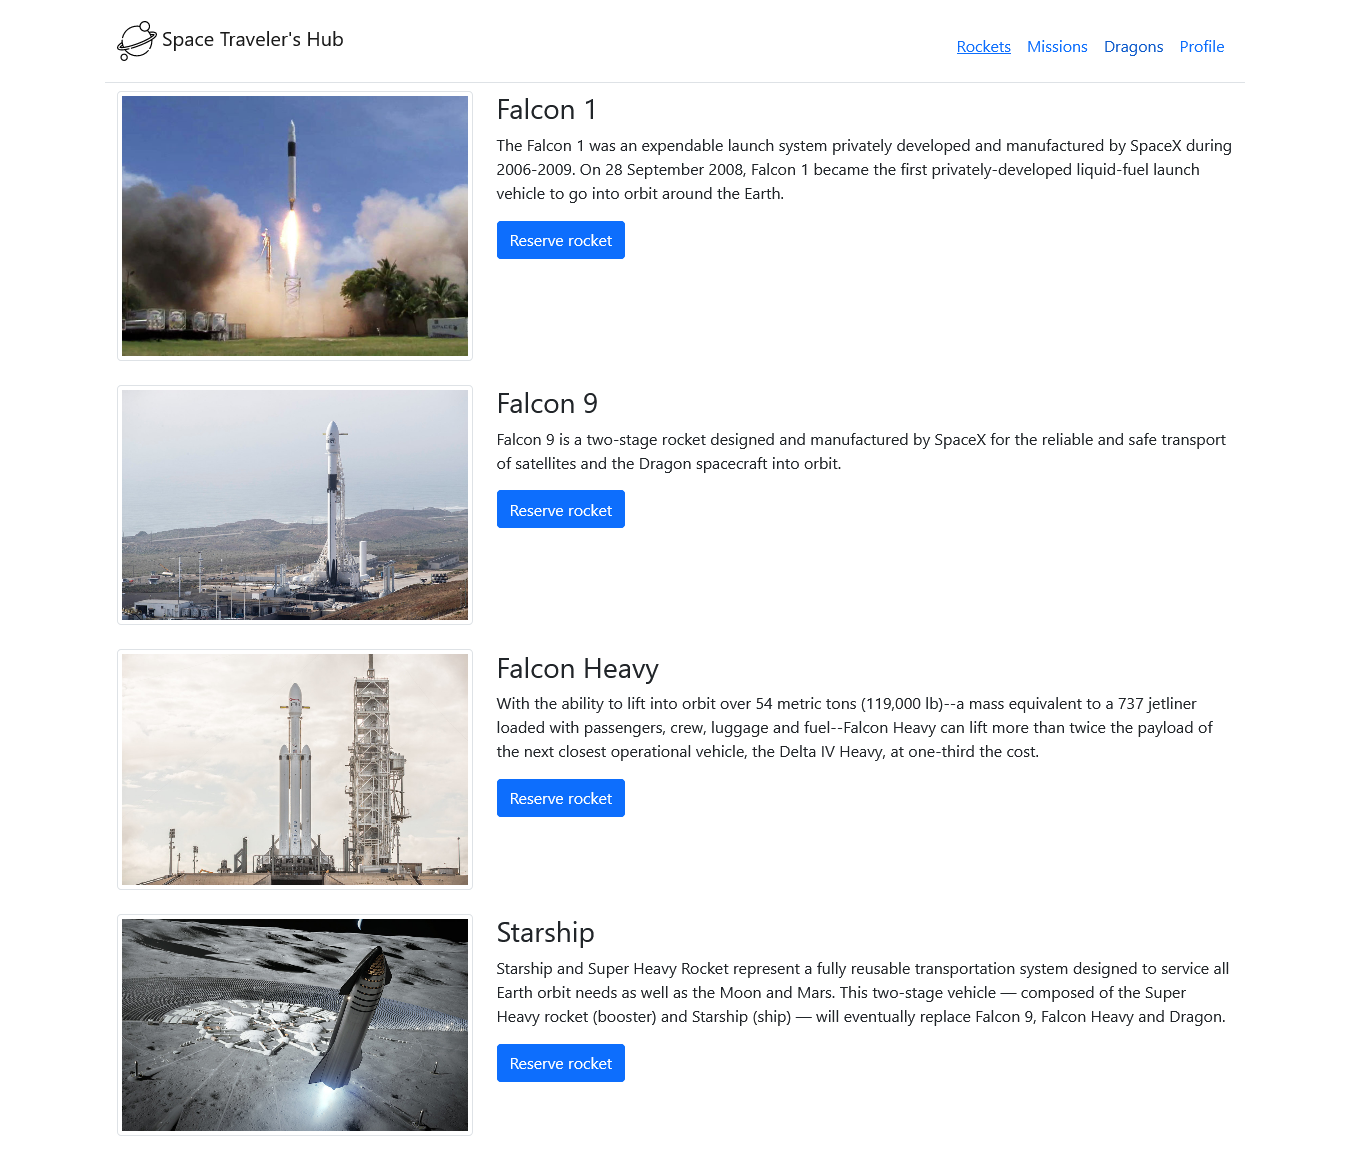 Space Traveler's Hub
Rockets Missions Dragons Profile
Falcon 1
The Falcon 1 was an expendable launch system privately developed and manufactured by SpaceX during
2006-2009. On 28 September 2008, Falcon 1 became the first privately-developed liquid-fuel launch
vehicle to go into orbit around the Earth.
Reserve rocket
Falcon 9
Falcon 9 is a two-stage rocket designed and manufactured by SpaceX for the reliable and safe transport
of satellites and the Dragon spacecraft into orbit.
Reserve rocket
Falcon Heavy
With the ability to lift into orbit over 54 metric tons (119,000 lb)--a mass equivalent to a 737 jetliner
loaded with passengers, crew, luggage and fuel--Falcon Heavy can lift more than twice the payload of
the next closest operational vehicle, the Delta IV Heavy, at one-third the cost.
Reserve rocket
Starship
Starship and Super Heavy Rocket represent a fully reusable transportation system designed to service all
Earth orbit needs as well as the Moon and Mars. This two-stage vehicle — composed of the Super
Heavy rocket (booster) and Starship (ship) — will eventually replace Falcon 9, Falcon Heavy and Dragon.
Reserve rocket